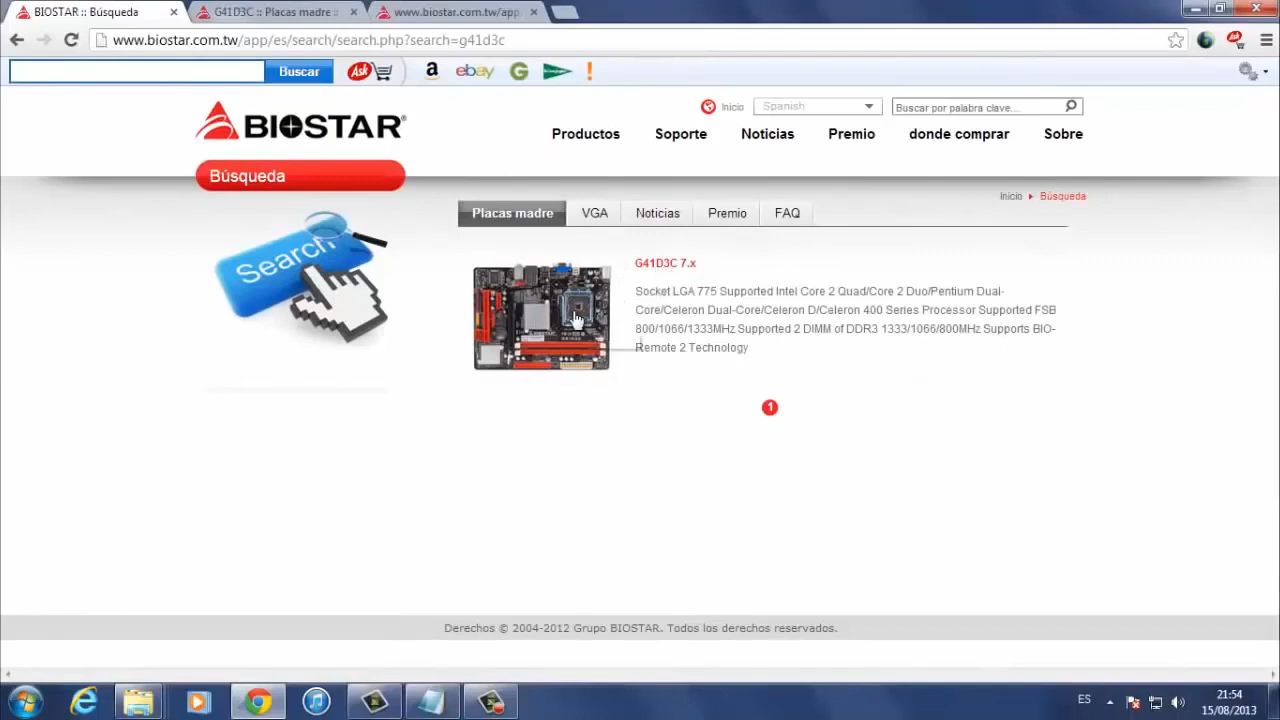 BIOSTAR :: Búsqueda
G41D3C :: Placas madre ::
www.biostar.com.tw/app
www.biostar.com.tw/app/es/search/search.php?search=g41d3c
Buscar
Ask
a
ebay
G
!
BIOSTAR®
Inicio
Spanish
Buscar por palabra clave...
Productos
Soporte
Noticias
Premio
donde comprar
Sobre
Búsqueda
Inicio
Búsqueda
Search
Placas madre
VGA
Noticias
Premio
FAQ
G41D3C 7.x
Socket LGA 775 Supported Intel Core 2 Quad/Core 2 Duo/Pentium Dual-
Core/Celeron Dual-Core/Celeron D/Celeron 400 Series Processor Supported FSB
800/1066/1333MHz Supported 2 DIMM of DDR3 1333/1066/800MHz Supports BIO-
Remote 2 Technology
1
Derechos © 2004-2012 Grupo BIOSTAR. Todos los derechos reservados.
ES
21:54
15/08/2013